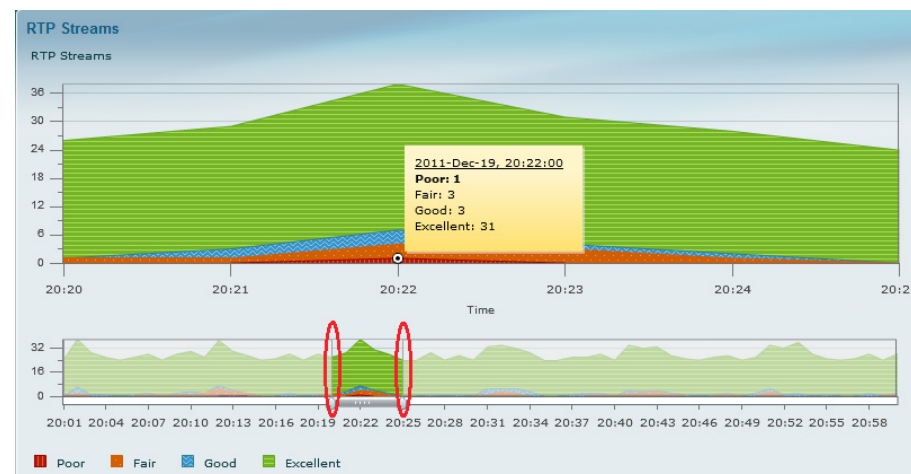 RTP Streams
RTP Streams
36
30
24
18
12
6
0
2011-Dec-19, 20:22:00
Poor: 1
Fair: 3
Good: 3
Excellent: 31
20:20 20:21 20:22 20:23 20:24 20:2
Time
32
16
0
20:01 20:04 20:07 20:10 20:13 20:16 20:19 20:22 20:25 20:28 20:31 20:34 20:37 20:40 20:43 20:46 20:49 20:52 20:55 20:58
Poor Fair Good Excellent